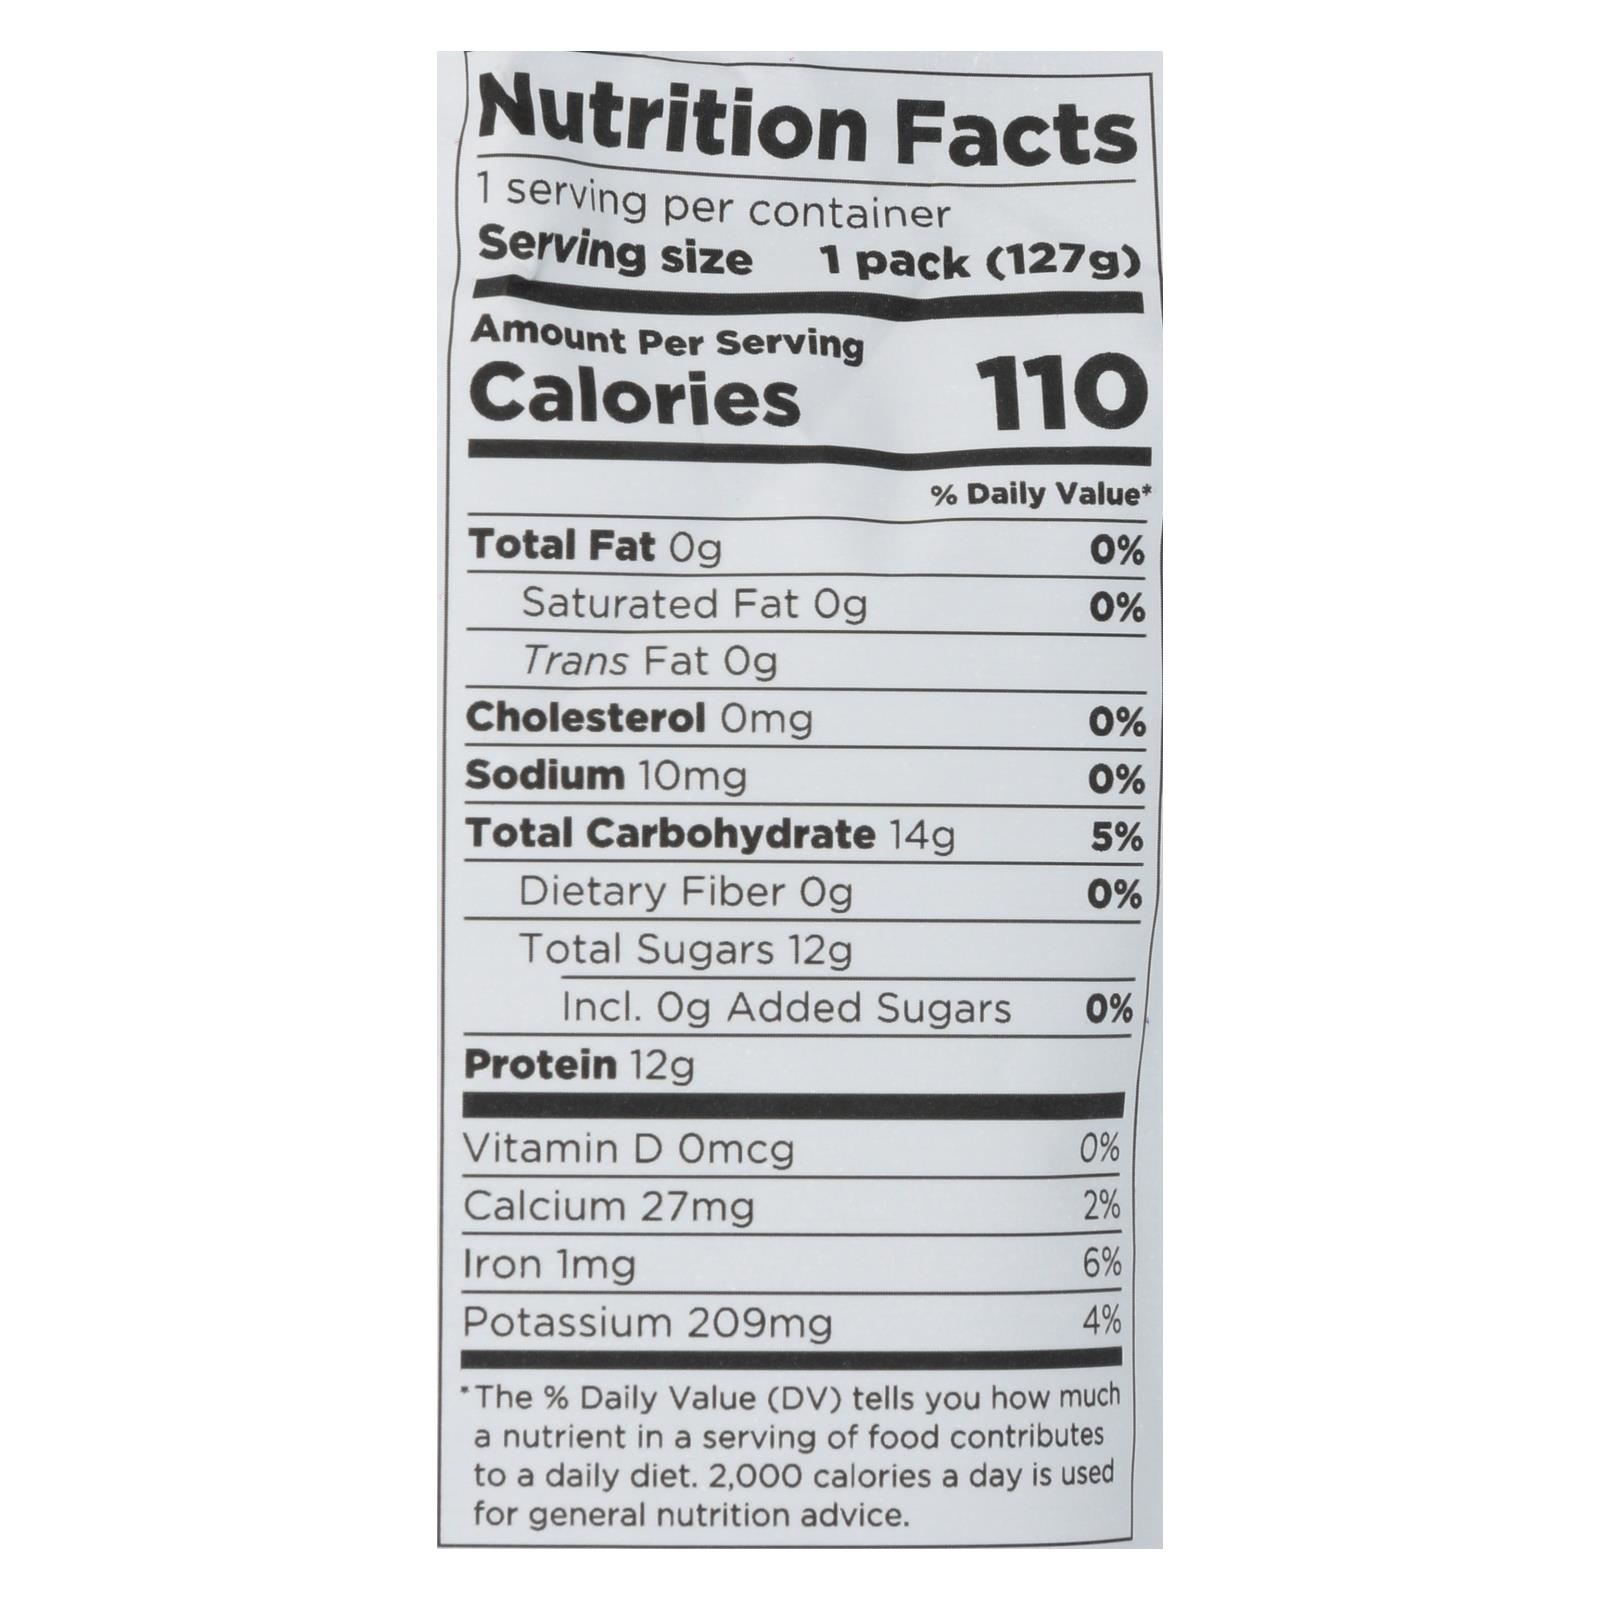 Nutrition Facts
1 serving per container
Serving size 1 pack (127g)
Amount Per Serving
Calories 110
% Daily Value*
Total Fat 0g 0%
Saturated Fat 0g 0%
Trans Fat 0g
Cholesterol 0mg 0%
Sodium 10mg 0%
Total Carbohydrate 14g 5%
Dietary Fiber 0g 0%
Total Sugars 12g
Incl. 0g Added Sugars 0%
Protein 12g
Vitamin D 0mcg 0%
Calcium 27mg 2%
Iron 1mg 6%
Potassium 209mg 4%
*The % Daily Value (DV) tells you how much
a nutrient in a serving of food contributes
to a daily diet. 2,000 calories a day is used
for general nutrition advice.